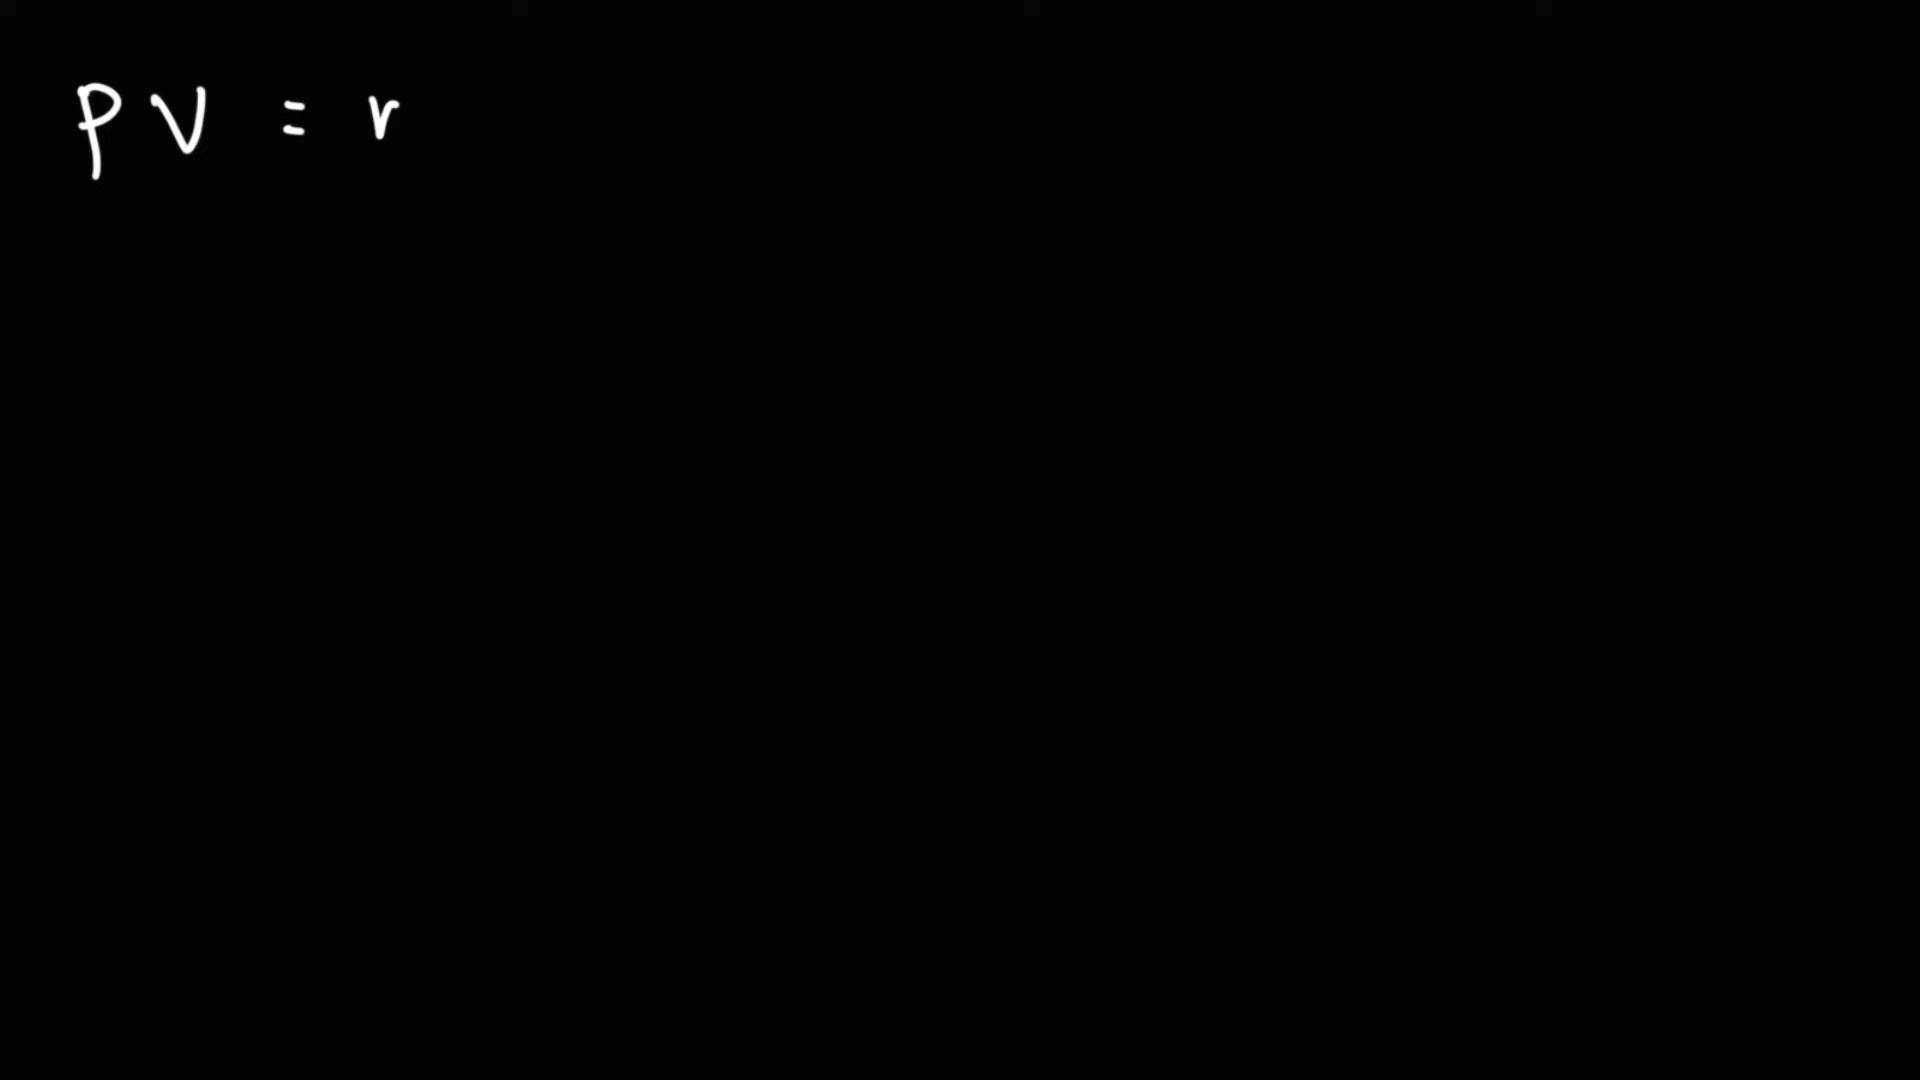 PV = r